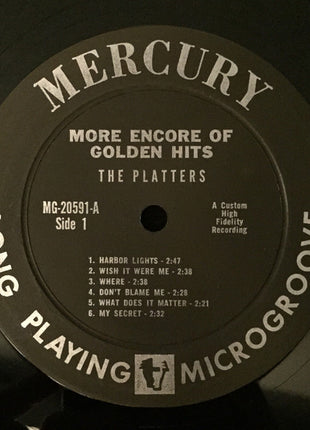 MERCURY
MORE ENCORE OF
GOLDEN HITS
THE PLATTERS
MG-20591-A
Side 1
A Custom
High
Fidelity
Recording
1. HARBOR LIGHTS - 2:47
2. WISH IT WERE ME - 2:38
3. WHERE - 2:38
4. DON'T BLAME ME - 2:28
5. WHAT DOES IT MATTER - 2:21
6. MY SECRET - 2:32
LONG PLAYING MICROGROOVE